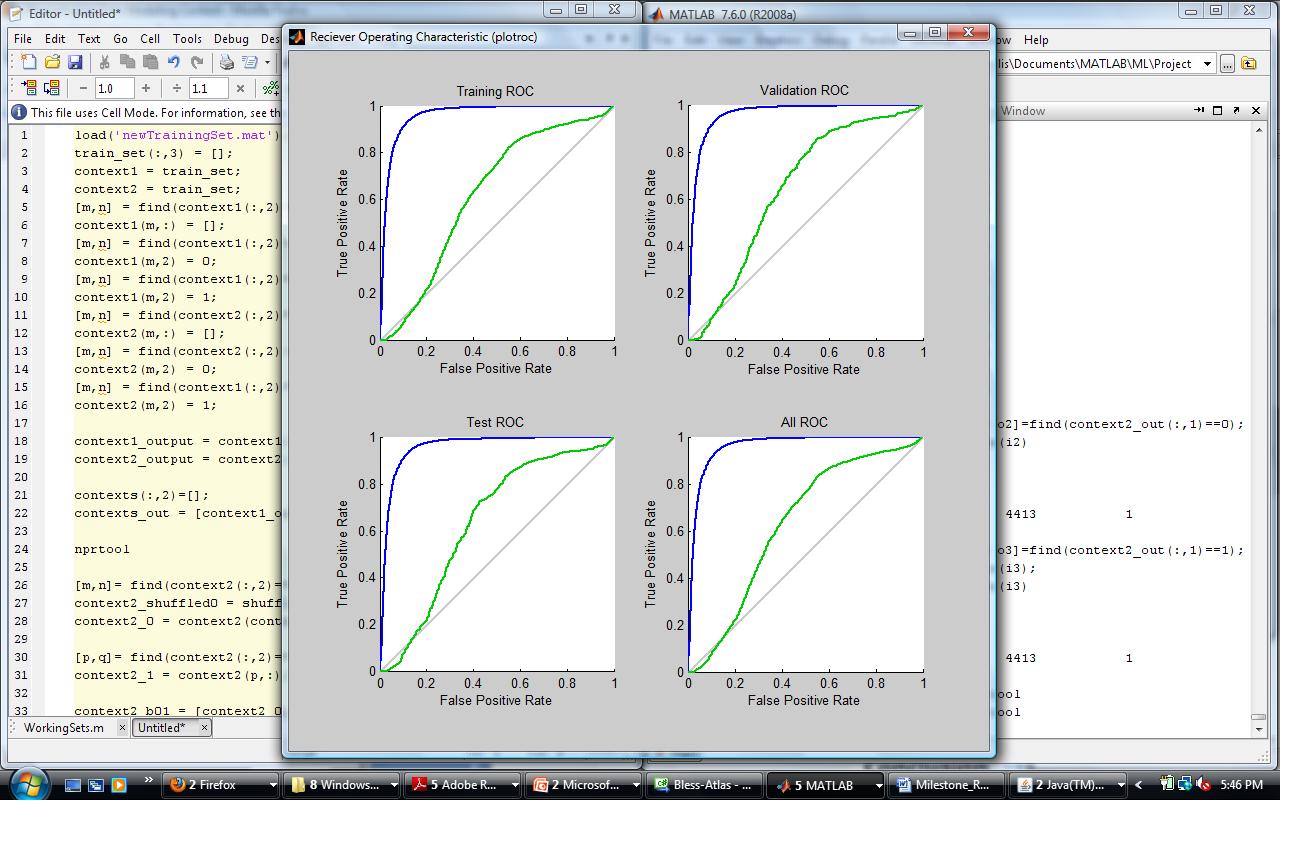 Editor - Untitled*
File Edit Text Go Cell Tools Debug Des
1.0
1.1
This file uses Cell Mode. For information, see th
1 load('newTrainingSet.mat')
2 train_set(:,3) = [];
3 context1 = train_set;
4 context2 = train_set;
5 [m,n] = find(context1(:,2)
6 context1(m,:) = [];
7 [m,n] = find(context1(:,2)
8 context1(m,2) = 0;
9 [m,n] = find(context1(:,2)
10 context1(m,2) = 1;
11 [m,n] = find(context2(:,2)
12 context2(m,:) = [];
13 [m,n] = find(context2(:,2)
14 context2(m,2) = 0;
15 [m,n] = find(context1(:,2)
16 context2(m,2) = 1;
17
18 context1_output = context1
19 context2_output = context2
20
21 contexts(:,2)=[];
22 contexts_out = [context1_o
23
24 nprtool
25
26 [m,n]= find(context2(:,2)=
27 context2_shuffled0 = shuff
28 context2_0 = context2(cont
29
30 [p,q]= find(context2(:,2)=
31 context2_1 = context2(p,:)
32
33 context2_b01 = [context2_0
WorkingSets.m
Untitled*
Reciever Operating Characteristic (plotroc)
Training ROC
True Positive Rate
1
0.8
0.6
0.4
0.2
0
0 0.2 0.4 0.6 0.8 1
False Positive Rate
Validation ROC
True Positive Rate
1
0.8
0.6
0.4
0.2
0
0 0.2 0.4 0.6 0.8 1
False Positive Rate
Test ROC
True Positive Rate
1
0.8
0.6
0.4
0.2
0
0 0.2 0.4 0.6 0.8 1
False Positive Rate
All ROC
True Positive Rate
1
0.8
0.6
0.4
0.2
0
0 0.2 0.4 0.6 0.8 1
False Positive Rate
MATLAB 7.6.0 (R2008a)
ow Help
lis\Documents\MATLAB\ML\Project
Window
o2]=find(context2_out(:,1)==0);
(i2)
4413 1
o3]=find(context2_out(:,1)==1);
(i3);
(i3)
4413 1
ool
ool
2 Firefox
8 Windows...
5 Adobe R...
2 Microsof...
Bless-Atlas - ...
5 MATLAB
Milestone_R...
2 Java(TM)...
5:46 PM